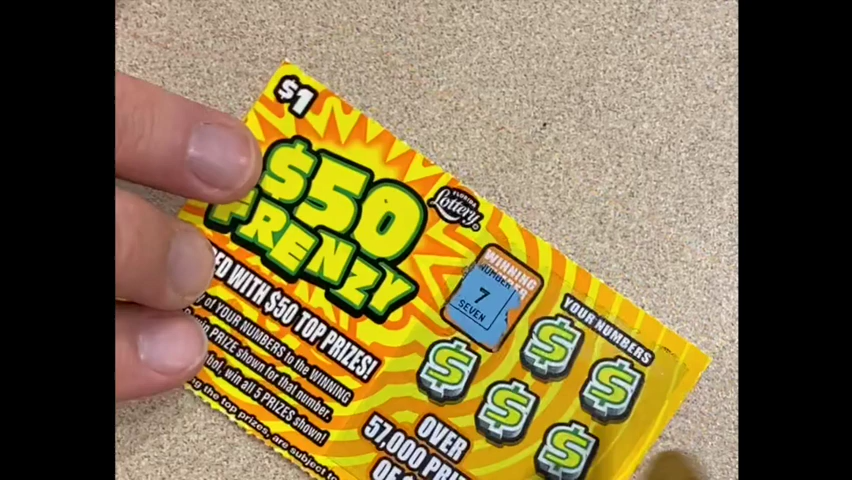 $1
$50
FRENZY
FLORIDA
Lottery
WINNING
NUMBER
7
SEVEN
YOUR NUMBERS
$
$
$
$
$
WITH $50 TOP PRIZES!
of YOUR NUMBERS to the WINNING
win PRIZE shown for that number.
win all 5 PRIZES shown!
the top prizes, are subject to
OVER
57,000